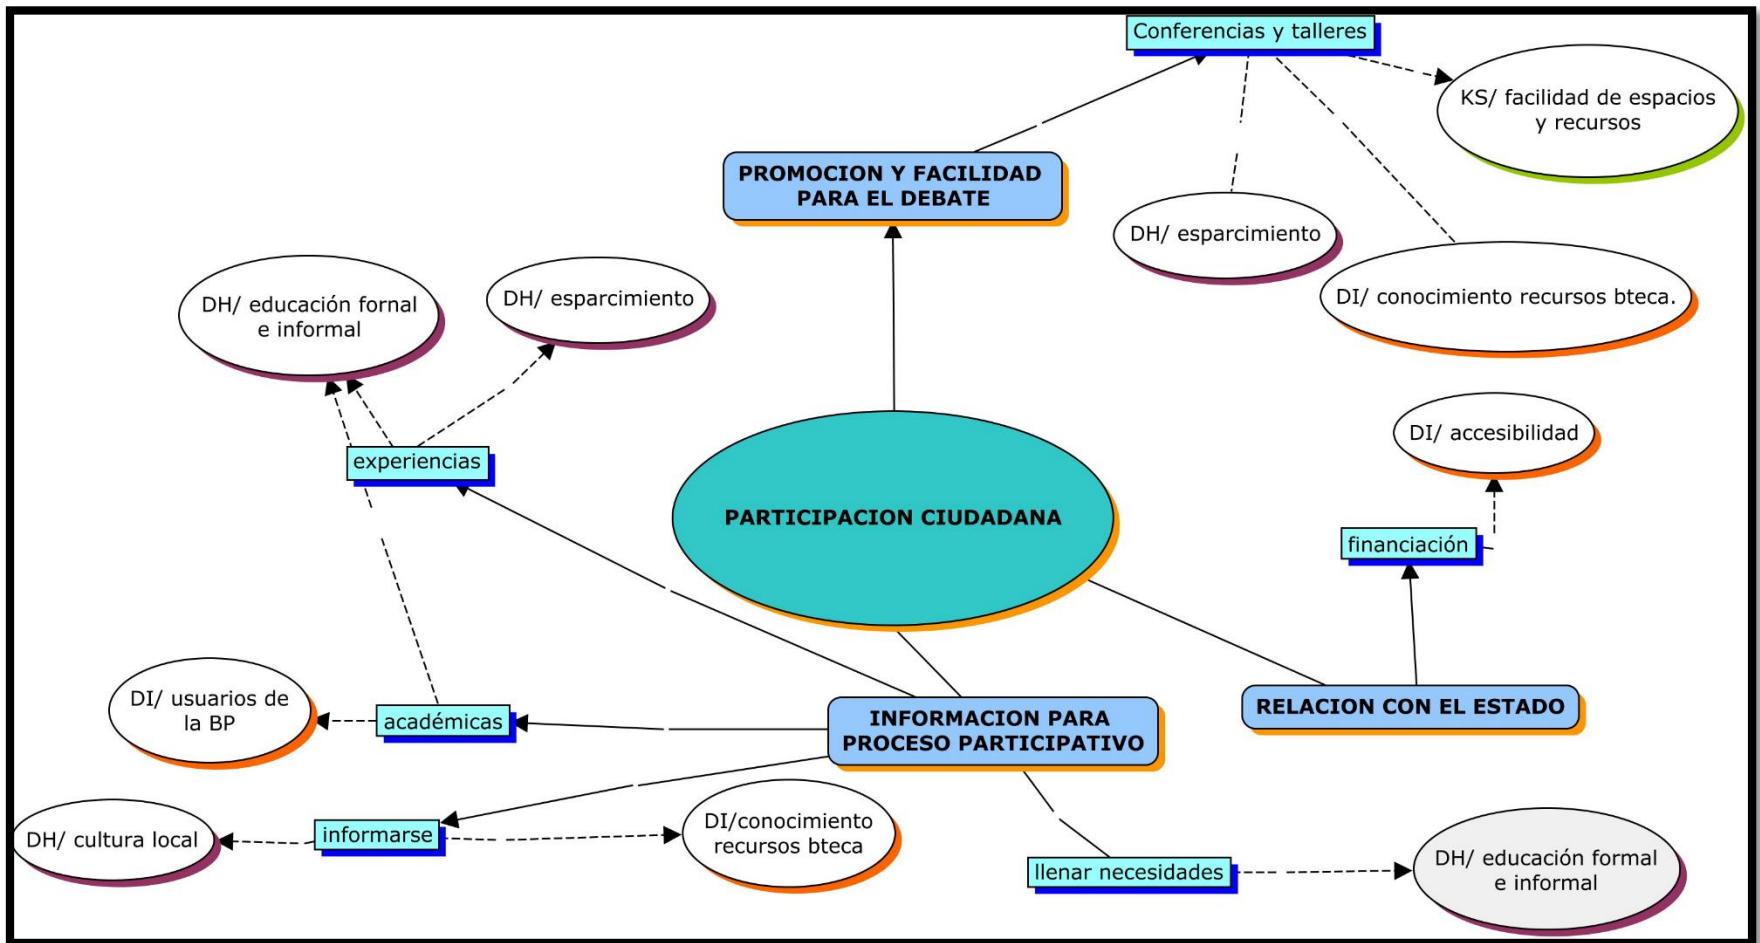 Conferencias y talleres
KS/ facilidad de espacios
y recursos
PROMOCION Y FACILIDAD
PARA EL DEBATE
DH/ esparcimiento
DI/ conocimiento recursos bteca.
DH/ educación fornal
e informal
DH/ esparcimiento
DI/ accesibilidad
experiencias
PARTICIPACION CIUDADANA
financiación
DI/ usuarios de
la BP
académicas
INFORMACION PARA
PROCESO PARTICIPATIVO
RELACION CON EL ESTADO
DH/ cultura local
informarse
DI/conocimiento
recursos bteca
llenar necesidades
DH/ educación formal
e informal